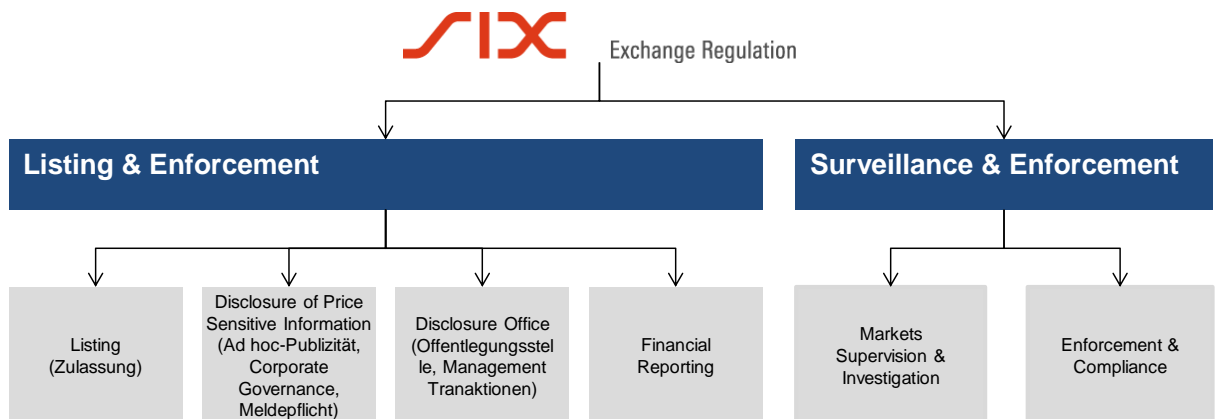 SIX Exchange Regulation
Listing & Enforcement
Surveillance & Enforcement
Listing
(Zulassung)
Disclosure of Price
Sensitive Information
(Ad hoc-Publizität,
Corporate
Governance,
Meldepflicht)
Disclosure Office
(Offentlegungsstel
le, Management
Tranaktionen)
Financial
Reporting
Markets
Supervision &
Investigation
Enforcement &
Compliance